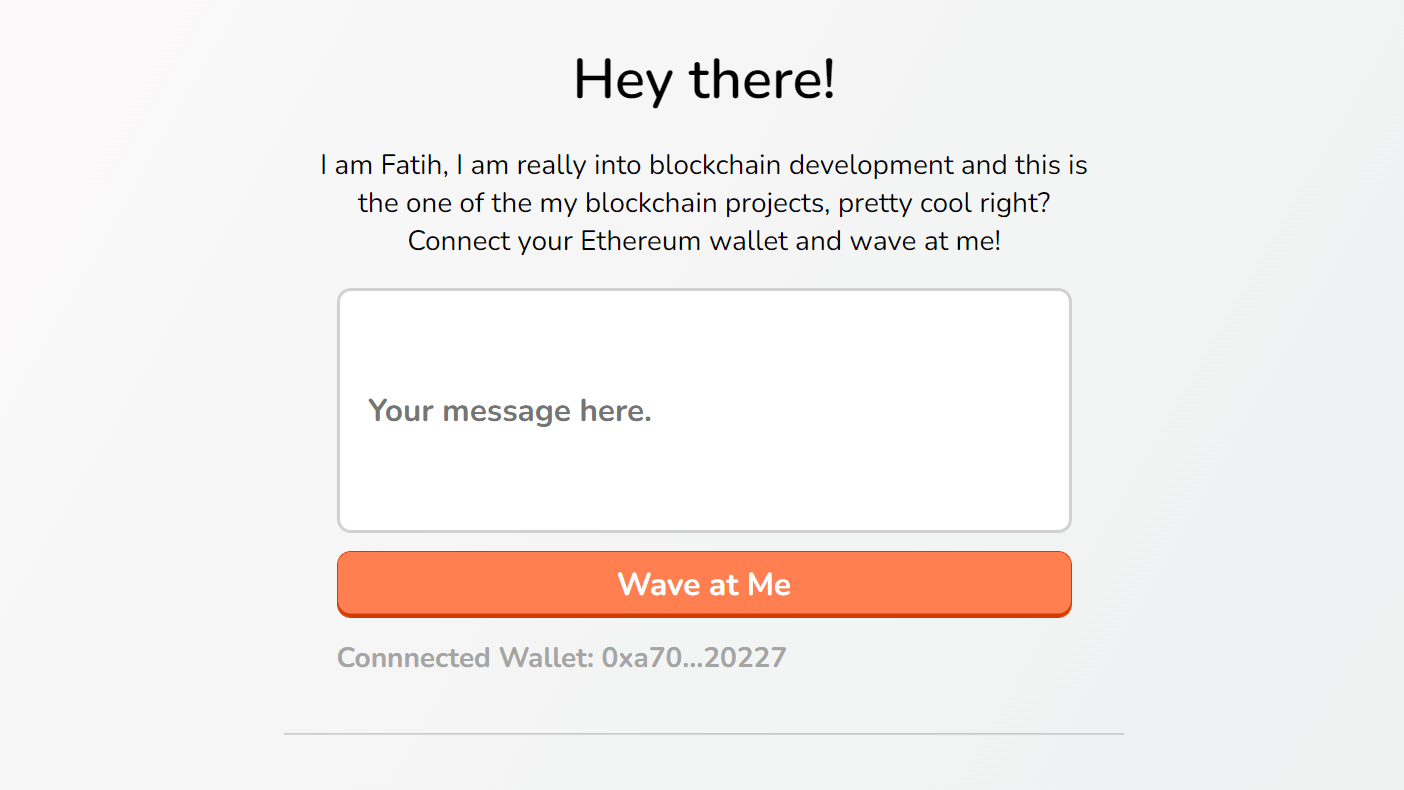 Hey there!
I am Fatih, I am really into blockchain development and this is
the one of the my blockchain projects, pretty cool right?
Connect your Ethereum wallet and wave at me!
Your message here.
Wave at Me
Connnected Wallet: 0xa70...20227